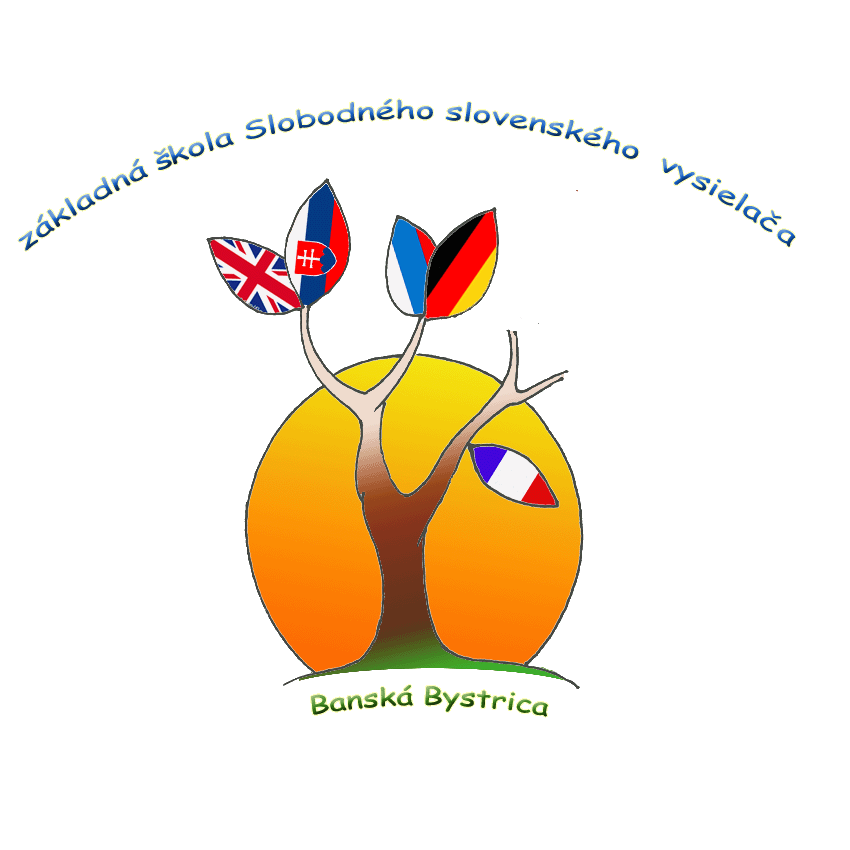 základná škola Slobodného slovenského vysielača
Banská Bystrica